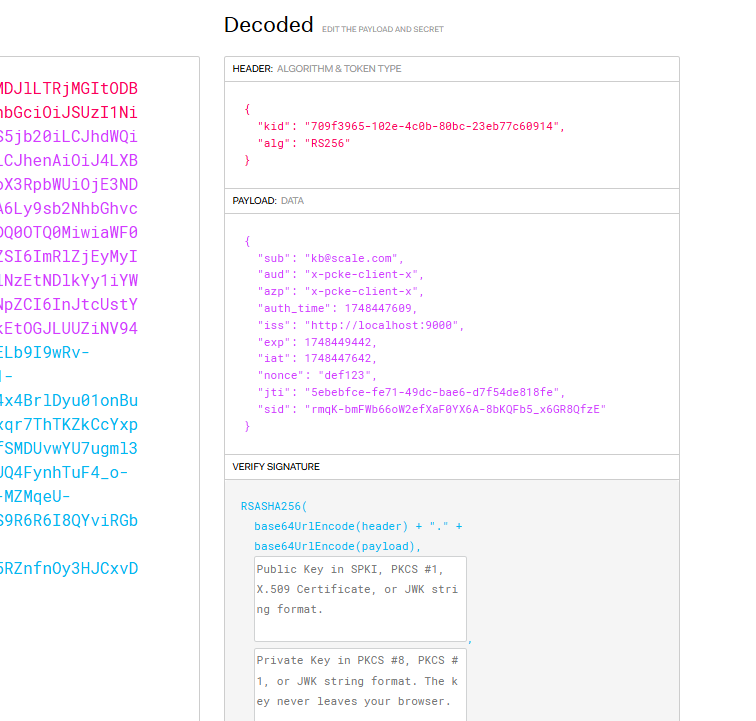 Decoded EDIT THE PAYLOAD AND SECRET
MDJlLTRjMGItODB
hbGciOiJSUzI1Ni
S5jb20iLCJhdWQi
LCJhenAiOiJ4LXB
oX3RpbWUiOjE3ND
A6Ly9sb2NhbGhvc
DQ0OTQ0MiwiaWF0
ZSI6ImRlZjEyMyI
lNzEtNDlkYy1iYW
NpZCI6InJtcUstY
kEtOGJLUUZiNV94
ELb9I9wRv-
l-
4x4BrlDyu01onBu
xqr7ThTKZkCcYxp
fSMDUvwYU7ugml3
UQ4FynhTuF4_o-
-MZMqeU-
S9R6R6I8QYviRGb
5RZnfnOy3HJCxvD
HEADER: ALGORITHM & TOKEN TYPE
{
"kid": "709f3965-102e-4c0b-80bc-23eb77c60914",
"alg": "RS256"
}
PAYLOAD: DATA
{
"sub": "kb@scale.com",
"aud": "x-pcke-client-x",
"azp": "x-pcke-client-x",
"auth_time": 1748447609,
"iss": "http://localhost:9000",
"exp": 1748449442,
"iat": 1748447642,
"nonce": "def123",
"jti": "5ebebfce-fe71-49dc-bae6-d7f54de818fe",
"sid": "rmqK-bmFWb66oW2efXaF0YX6A-8bKQFb5_x6GR8QfzE"
}
VERIFY SIGNATURE
RSASHA256(
base64UrlEncode(header) + "." +
base64UrlEncode(payload),
Public Key in SPKI, PKCS #1,
X.509 Certificate, or JWK stri
ng format.
,
Private Key in PKCS #8, PKCS #
1, or JWK string format. The k
ey never leaves your browser.